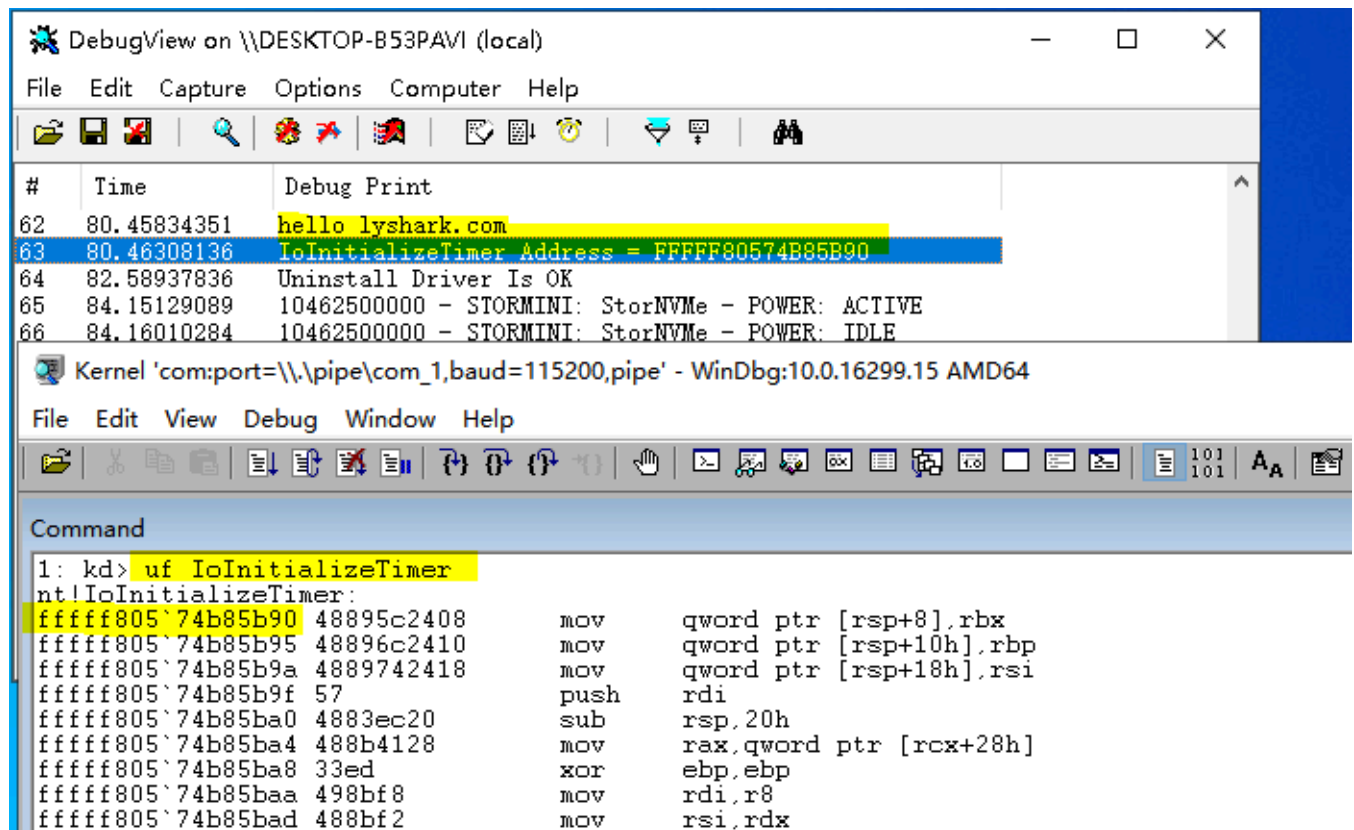 DebugView on \\DESKTOP-B53PAVI (local)
File Edit Capture Options Computer Help
# Time Debug Print
62 80.45834351 hello lyshark.com
63 80.46308136 IoInitializeTimer Address = FFFFF80574B85B90
64 82.58937836 Uninstall Driver Is OK
65 84.15129089 10462500000 - STORMINI: StorNVMe - POWER: ACTIVE
66 84.16010284 10462500000 - STORMINI: StorNVMe - POWER: IDLE
Kernel 'com:port=\\.\pipe\com_1,baud=115200,pipe' - WinDbg:10.0.16299.15 AMD64
File Edit View Debug Window Help
Command
1: kd> uf IoInitializeTimer
nt!IoInitializeTimer:
fffff805`74b85b90 48895c2408 mov qword ptr [rsp+8],rbx
fffff805`74b85b95 48896c2410 mov qword ptr [rsp+10h],rbp
fffff805`74b85b9a 4889742418 mov qword ptr [rsp+18h],rsi
fffff805`74b85b9f 57 push rdi
fffff805`74b85ba0 4883ec20 sub rsp,20h
fffff805`74b85ba4 488b4128 mov rax,qword ptr [rcx+28h]
fffff805`74b85ba8 33ed xor ebp,ebp
fffff805`74b85baa 498bf8 mov rdi,r8
fffff805`74b85bad 488bf2 mov rsi,rdx